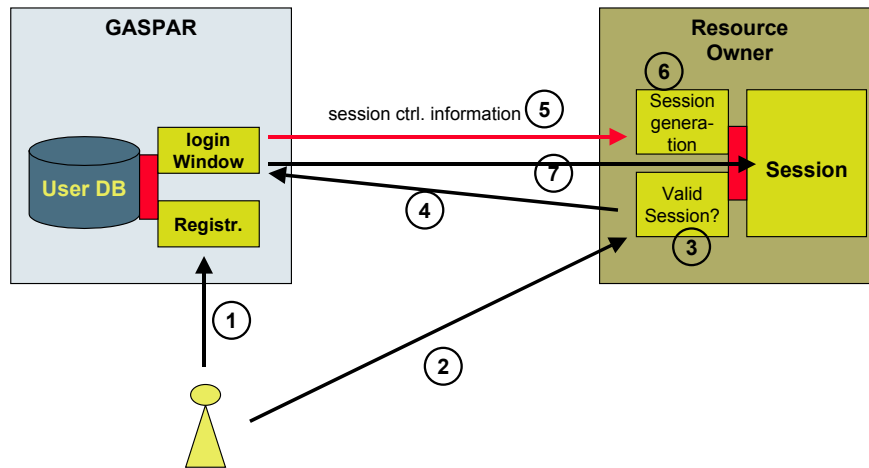 GASPAR
Resource
Owner
6
session ctrl. information
5
Session
genera-
tion
login
Window
User DB
7
Session
Registr.
4
Valid
Session?
3
1
2